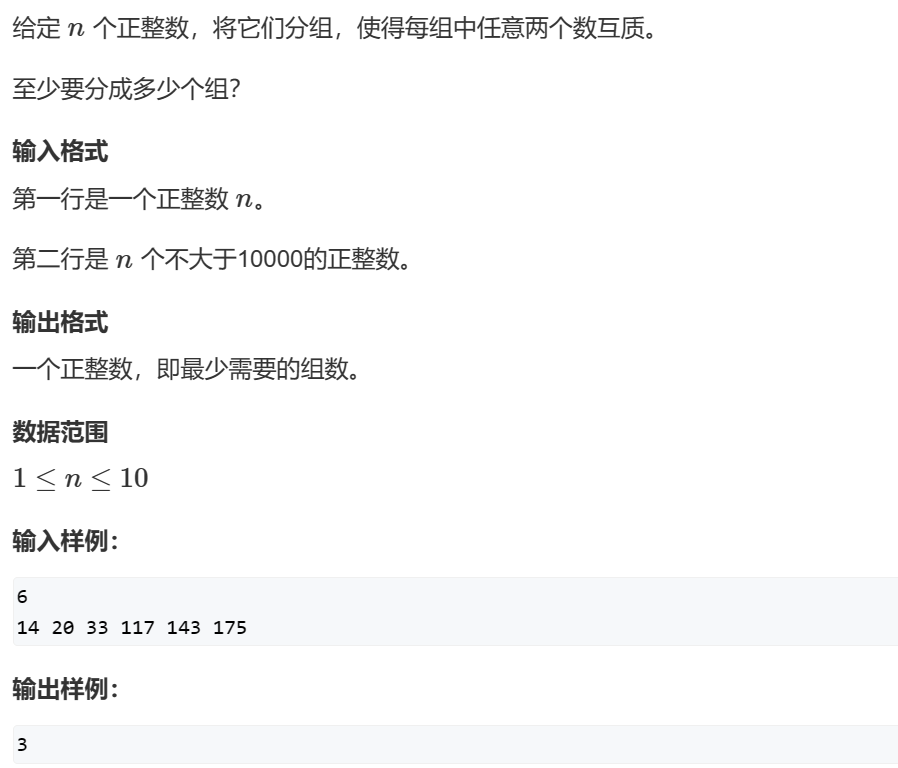 给定 n 个正整数，将它们分组，使得每组中任意两个数互质。
至少要分成多少个组？
输入格式
第一行是一个正整数 n。
第二行是 n 个不大于10000的正整数。
输出格式
一个正整数，即最少需要的组数。
数据范围
1 ≤ n ≤ 10
输入样例：
6
14 20 33 117 143 175
输出样例：
3